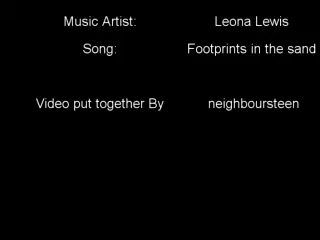 Music Artist: Leona Lewis
Song: Footprints in the sand
Video put together By neighboursteen